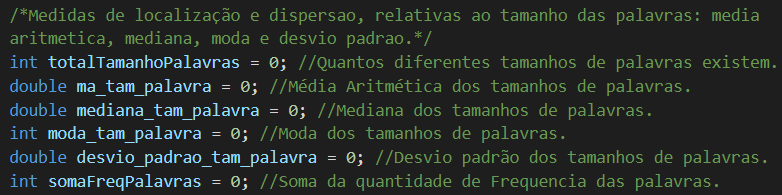 /*Medidas de localização e dispersao, relativas ao tamanho das palavras: media
aritmetica, mediana, moda e desvio padrao.*/
int totalTamanhoPalavras = 0; //Quantos diferentes tamanhos de palavras existem.
double ma_tam_palavra = 0; //Média Aritmética dos tamanhos de palavras.
double mediana_tam_palavra = 0; //Mediana dos tamanhos de palavras.
int moda_tam_palavra = 0; //Moda dos tamanhos de palavras.
double desvio_padrao_tam_palavra = 0; //Desvio padrão dos tamanhos de palavras.
int somaFreqPalavras = 0; //Soma da quantidade de Frequencia das palavras.